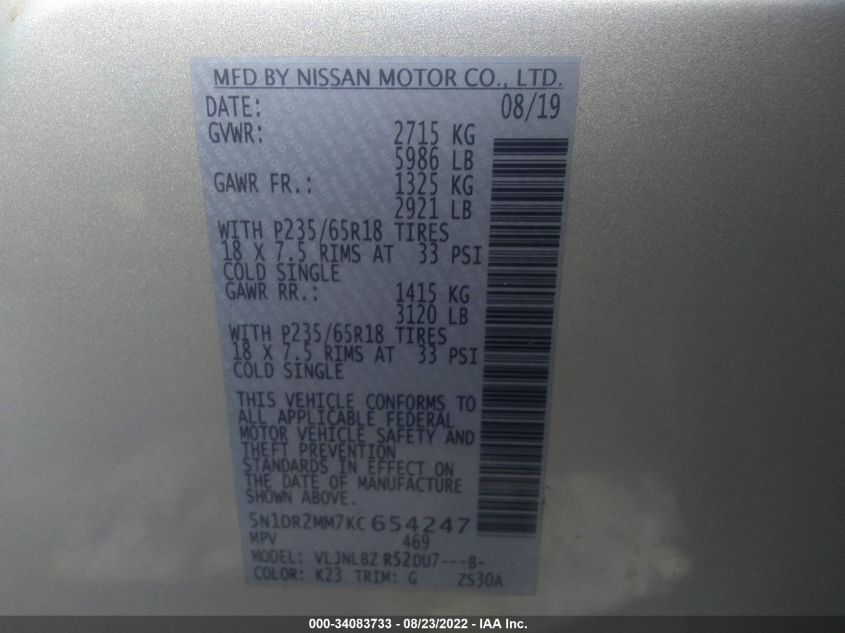 MFD BY NISSAN MOTOR CO., LTD.
DATE: 08/19
GVWR: 2715 KG
5986 LB
GAWR FR.: 1325 KG
2921 LB
WITH P235/65R18 TIRES
18 X 7.5 RIMS AT 33 PSI
COLD SINGLE
GAWR RR.: 1415 KG
3120 LB
WITH P235/65R18 TIRES
18 X 7.5 RIMS AT 33 PSI
COLD SINGLE
THIS VEHICLE CONFORMS TO
ALL APPLICABLE FEDERAL
MOTOR VEHICLE SAFETY AND
THEFT PREVENTION
STANDARDS IN EFFECT ON
THE DATE OF MANUFACTURE
SHOWN ABOVE.
5N1DR2MM7KC654247
MPV 469
MODEL: VLJNLBZ R52DU7---B-
COLOR: K23 TRIM: G ZS30A
000-34083733 - 08/23/2022 - IAA Inc.